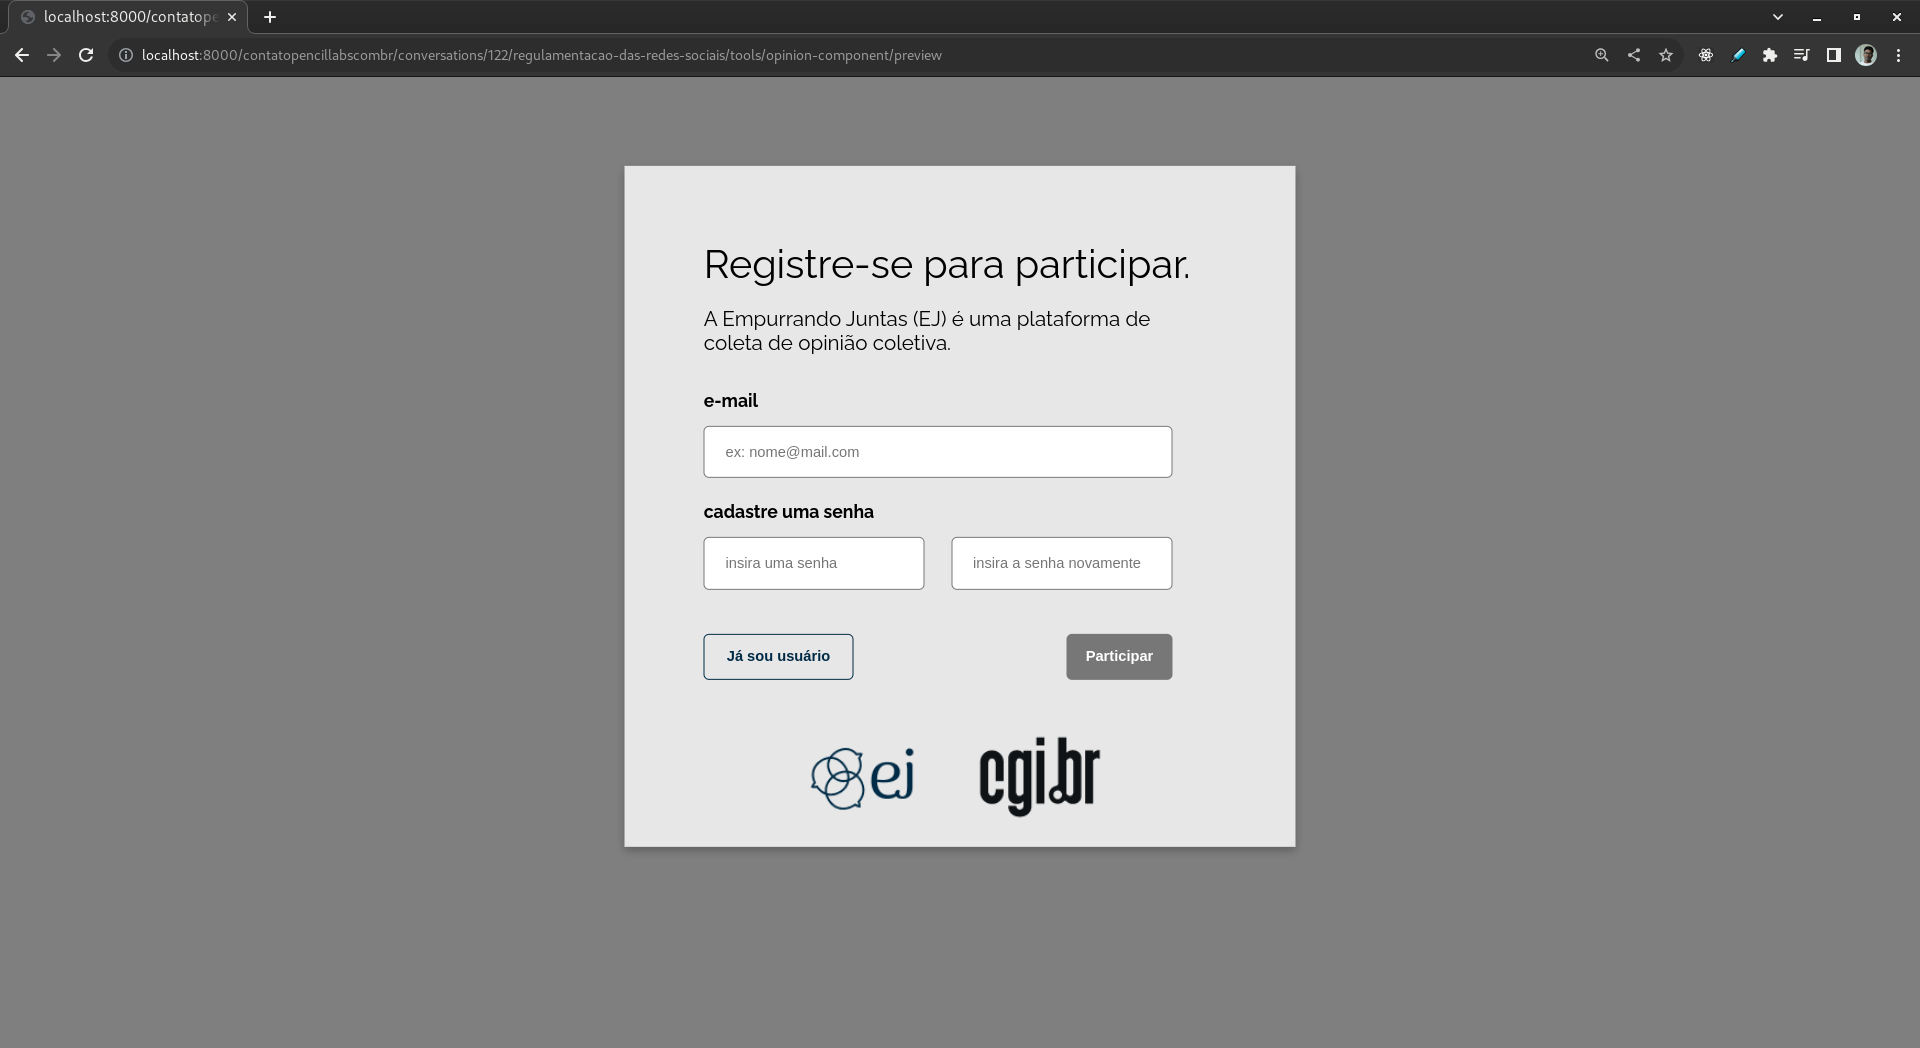 localhost:8000/contatope
localhost:8000/contatopencillabscombr/conversations/122/regulamentacao-das-redes-sociais/tools/opinion-component/preview
Registre-se para participar.
A Empurrando Juntas (EJ) é uma plataforma de
coleta de opinião coletiva.
e-mail
ex: nome@mail.com
cadastre uma senha
insira uma senha
insira a senha novamente
Já sou usuário
Participar
ej
cgi.br